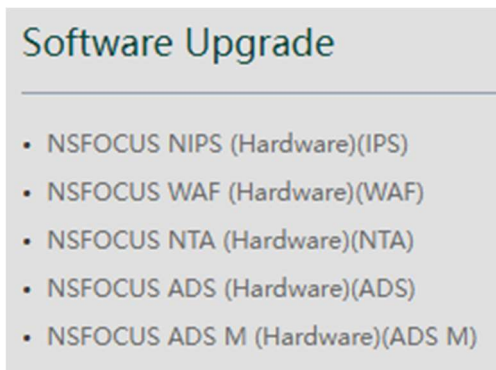 Software Upgrade
• NSFOCUS NIPS (Hardware)(IPS)
• NSFOCUS WAF (Hardware)(WAF)
• NSFOCUS NTA (Hardware)(NTA)
• NSFOCUS ADS (Hardware)(ADS)
• NSFOCUS ADS M (Hardware)(ADS M)